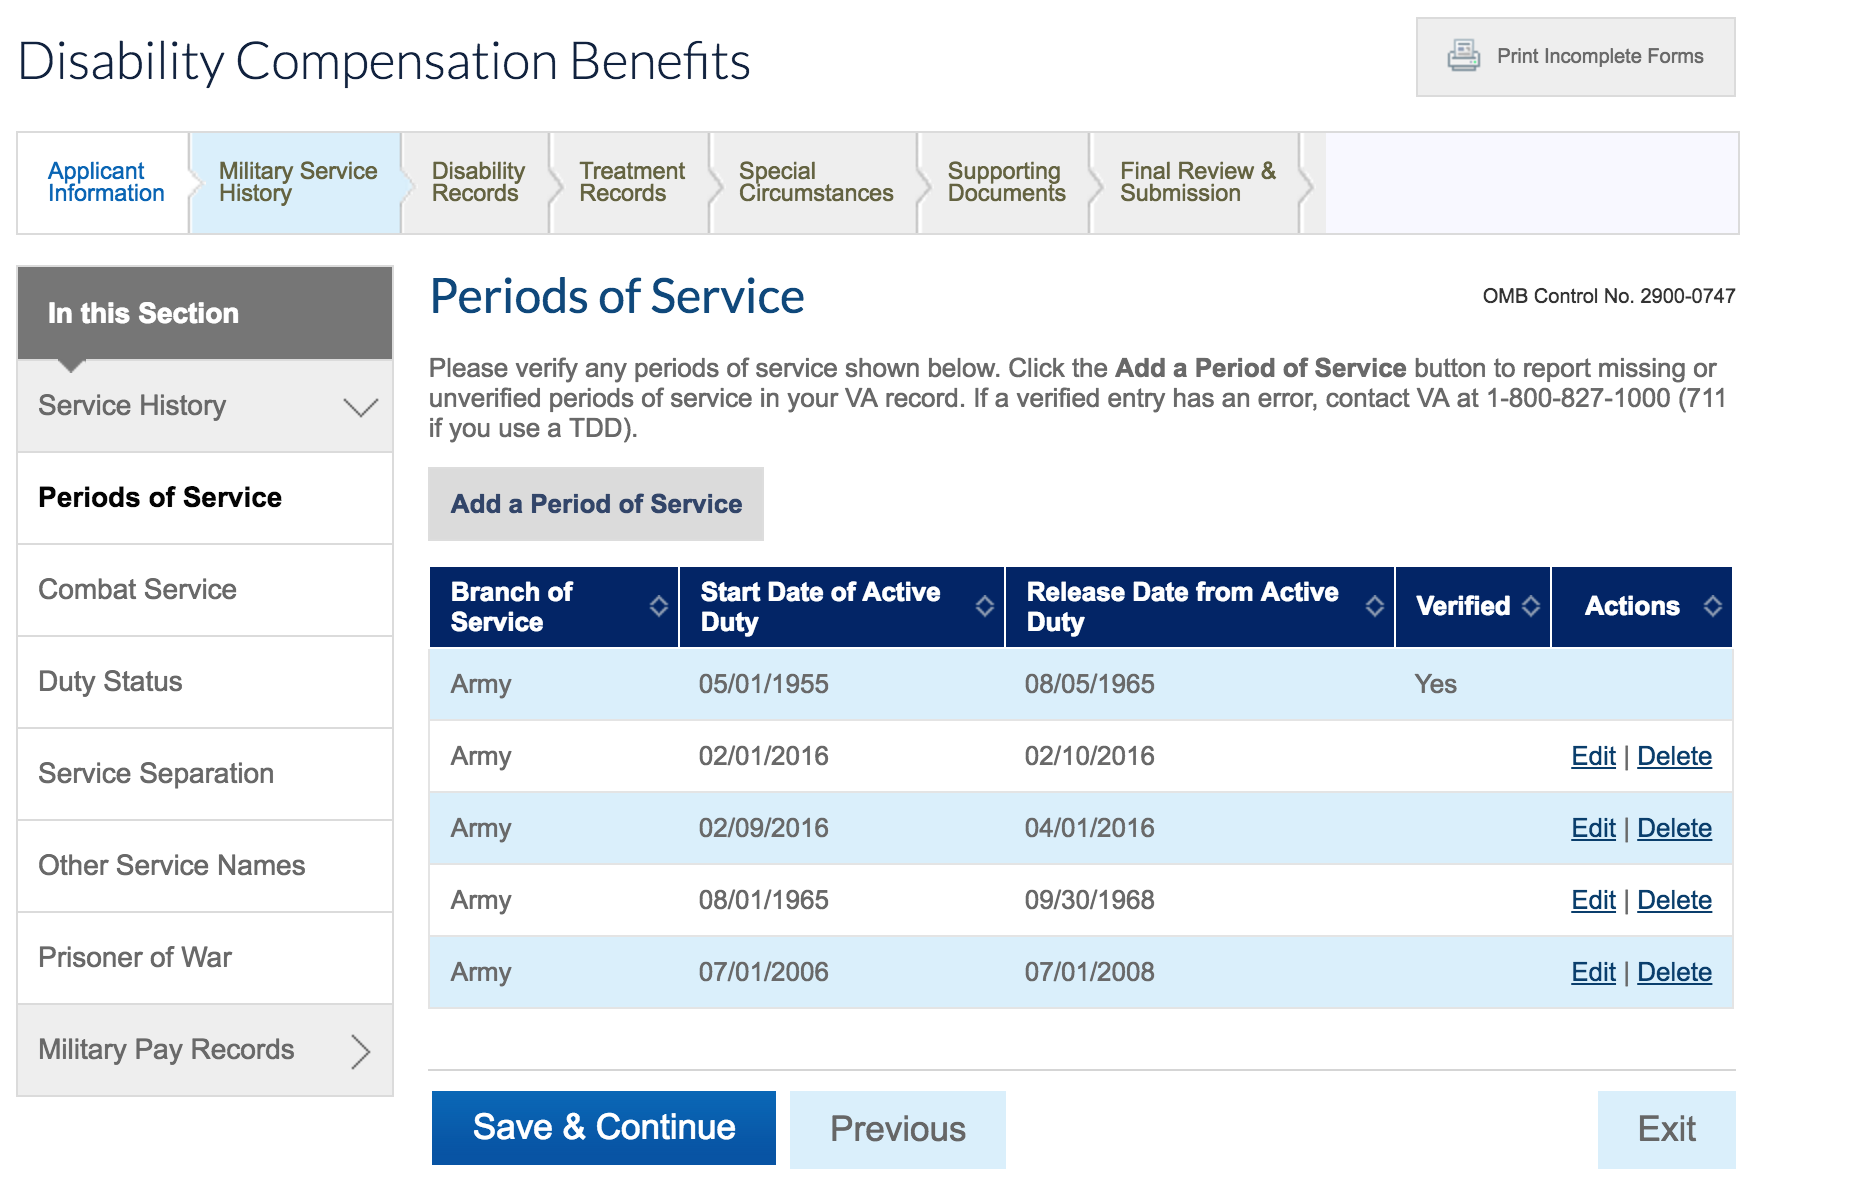 Disability Compensation Benefits
Print Incomplete Forms
Applicant
Information
Military Service
History
Disability
Records
Treatment
Records
Special
Circumstances
Supporting
Documents
Final Review &
Submission
In this Section
Service History
Periods of Service
Combat Service
Duty Status
Service Separation
Other Service Names
Prisoner of War
Military Pay Records
Periods of Service
OMB Control No. 2900-0747
Please verify any periods of service shown below. Click the Add a Period of Service button to report missing or
unverified periods of service in your VA record. If a verified entry has an error, contact VA at 1-800-827-1000 (711
if you use a TDD).
Add a Period of Service
Branch of
Service
Start Date of Active
Duty
Release Date from Active
Duty
Verified
Actions
Army 05/01/1955 08/05/1965 Yes
Army 02/01/2016 02/10/2016 Edit | Delete
Army 02/09/2016 04/01/2016 Edit | Delete
Army 08/01/1965 09/30/1968 Edit | Delete
Army 07/01/2006 07/01/2008 Edit | Delete
Save & Continue
Previous
Exit